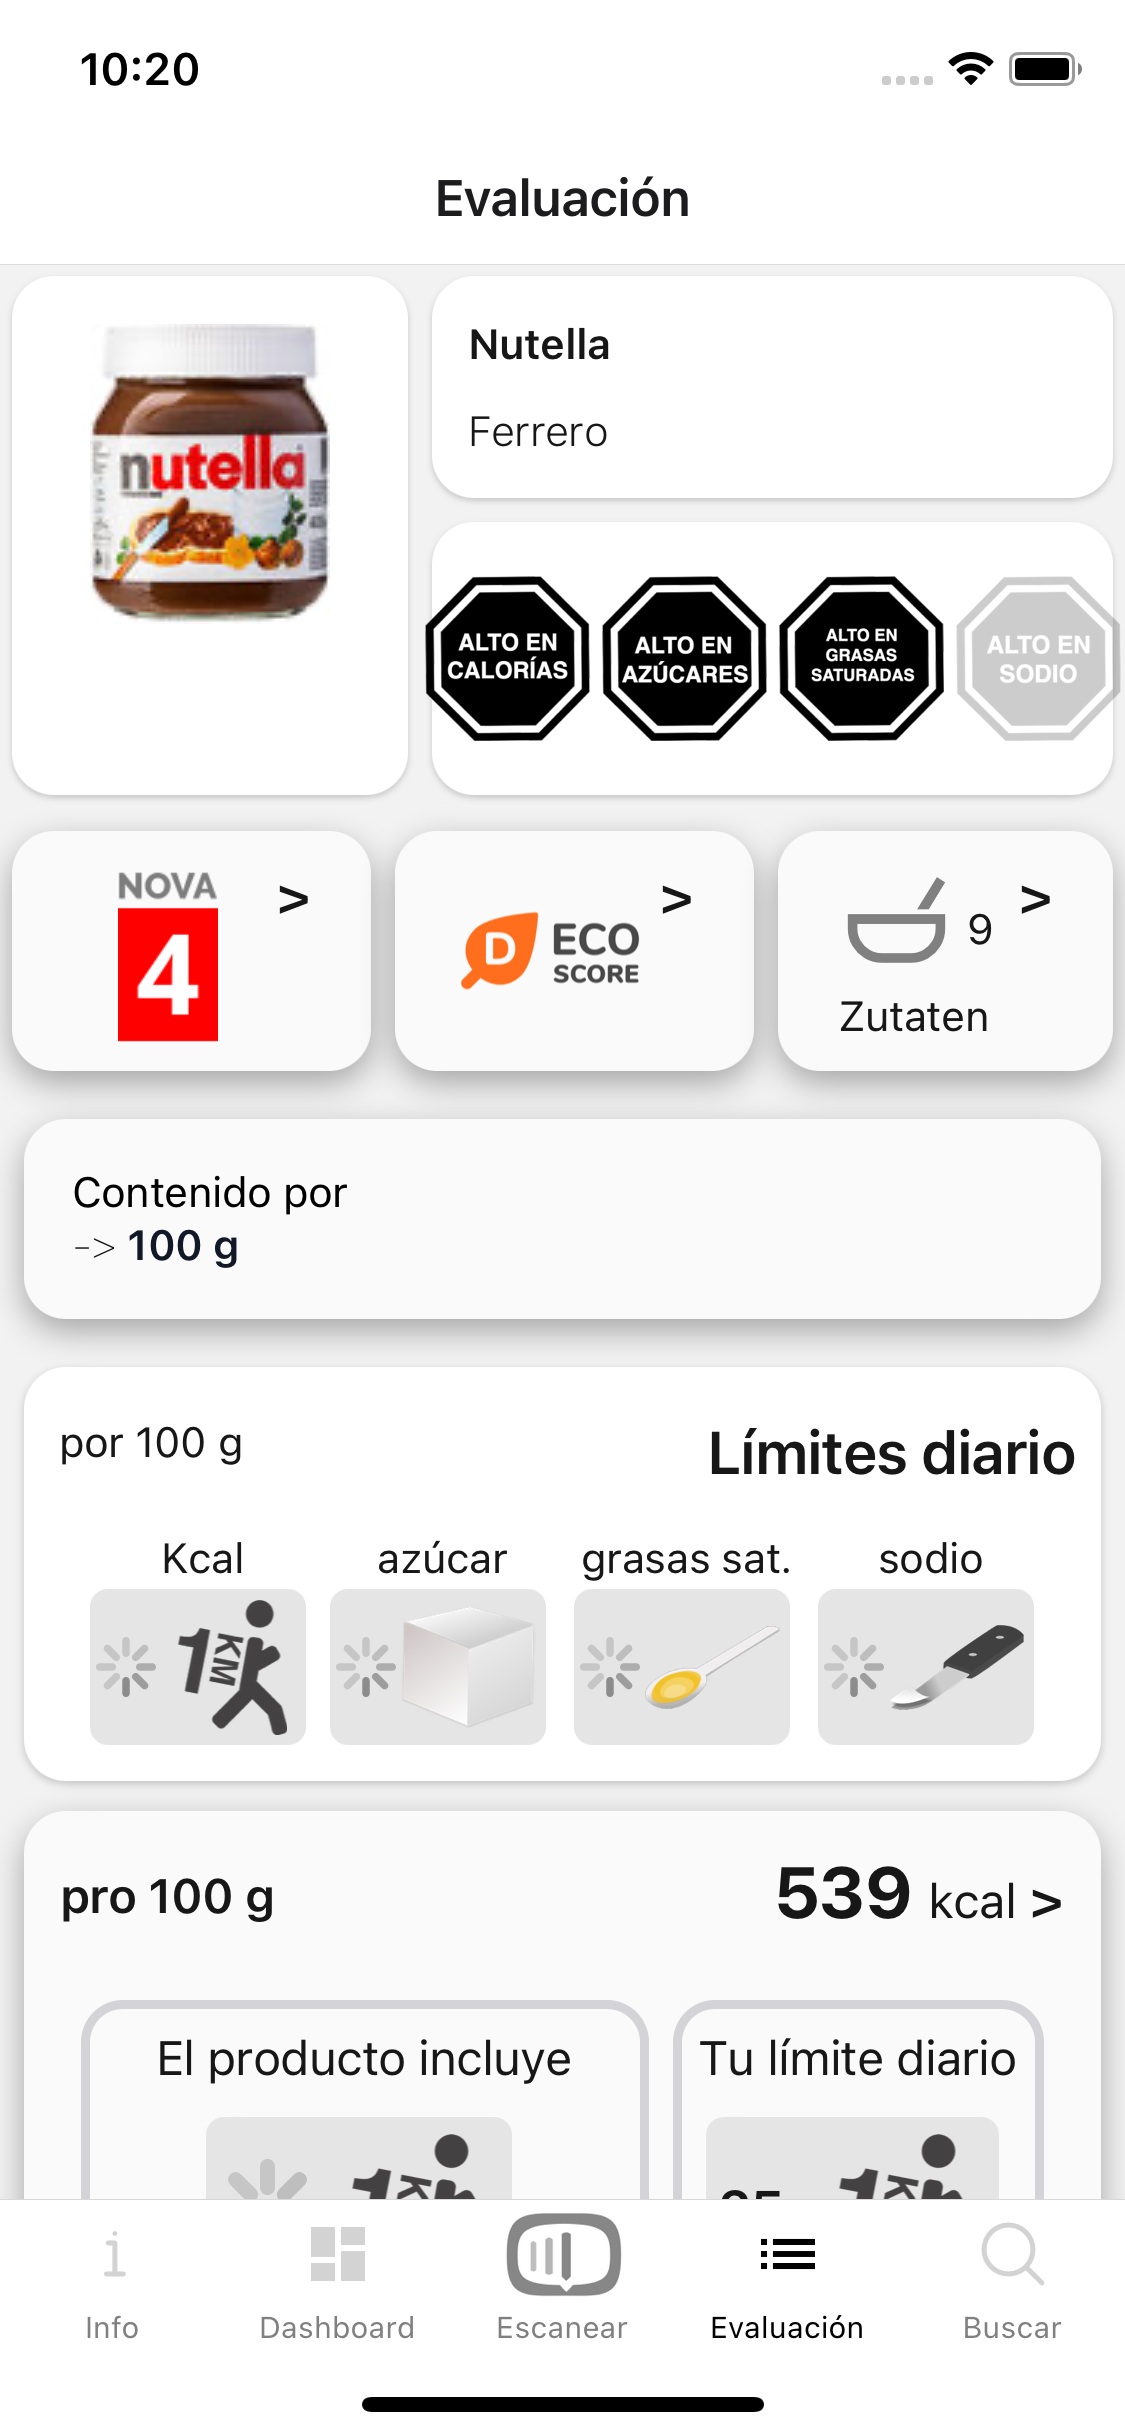 10:20
Evaluación
nutella
Nutella
Ferrero
ALTO EN
CALORÍAS
ALTO EN
AZÚCARES
ALTO EN
GRASAS
SATURADAS
ALTO EN
SODIO
NOVA
4
>
D
ECO
SCORE
>
9
>
Zutaten
Contenido por
-> 100 g
por 100 g
Límites diario
Kcal
azúcar
grasas sat.
sodio
1 KM
pro 100 g
539 kcal >
El producto incluye
Tu límite diario
Info
Dashboard
Escanear
Evaluación
Buscar